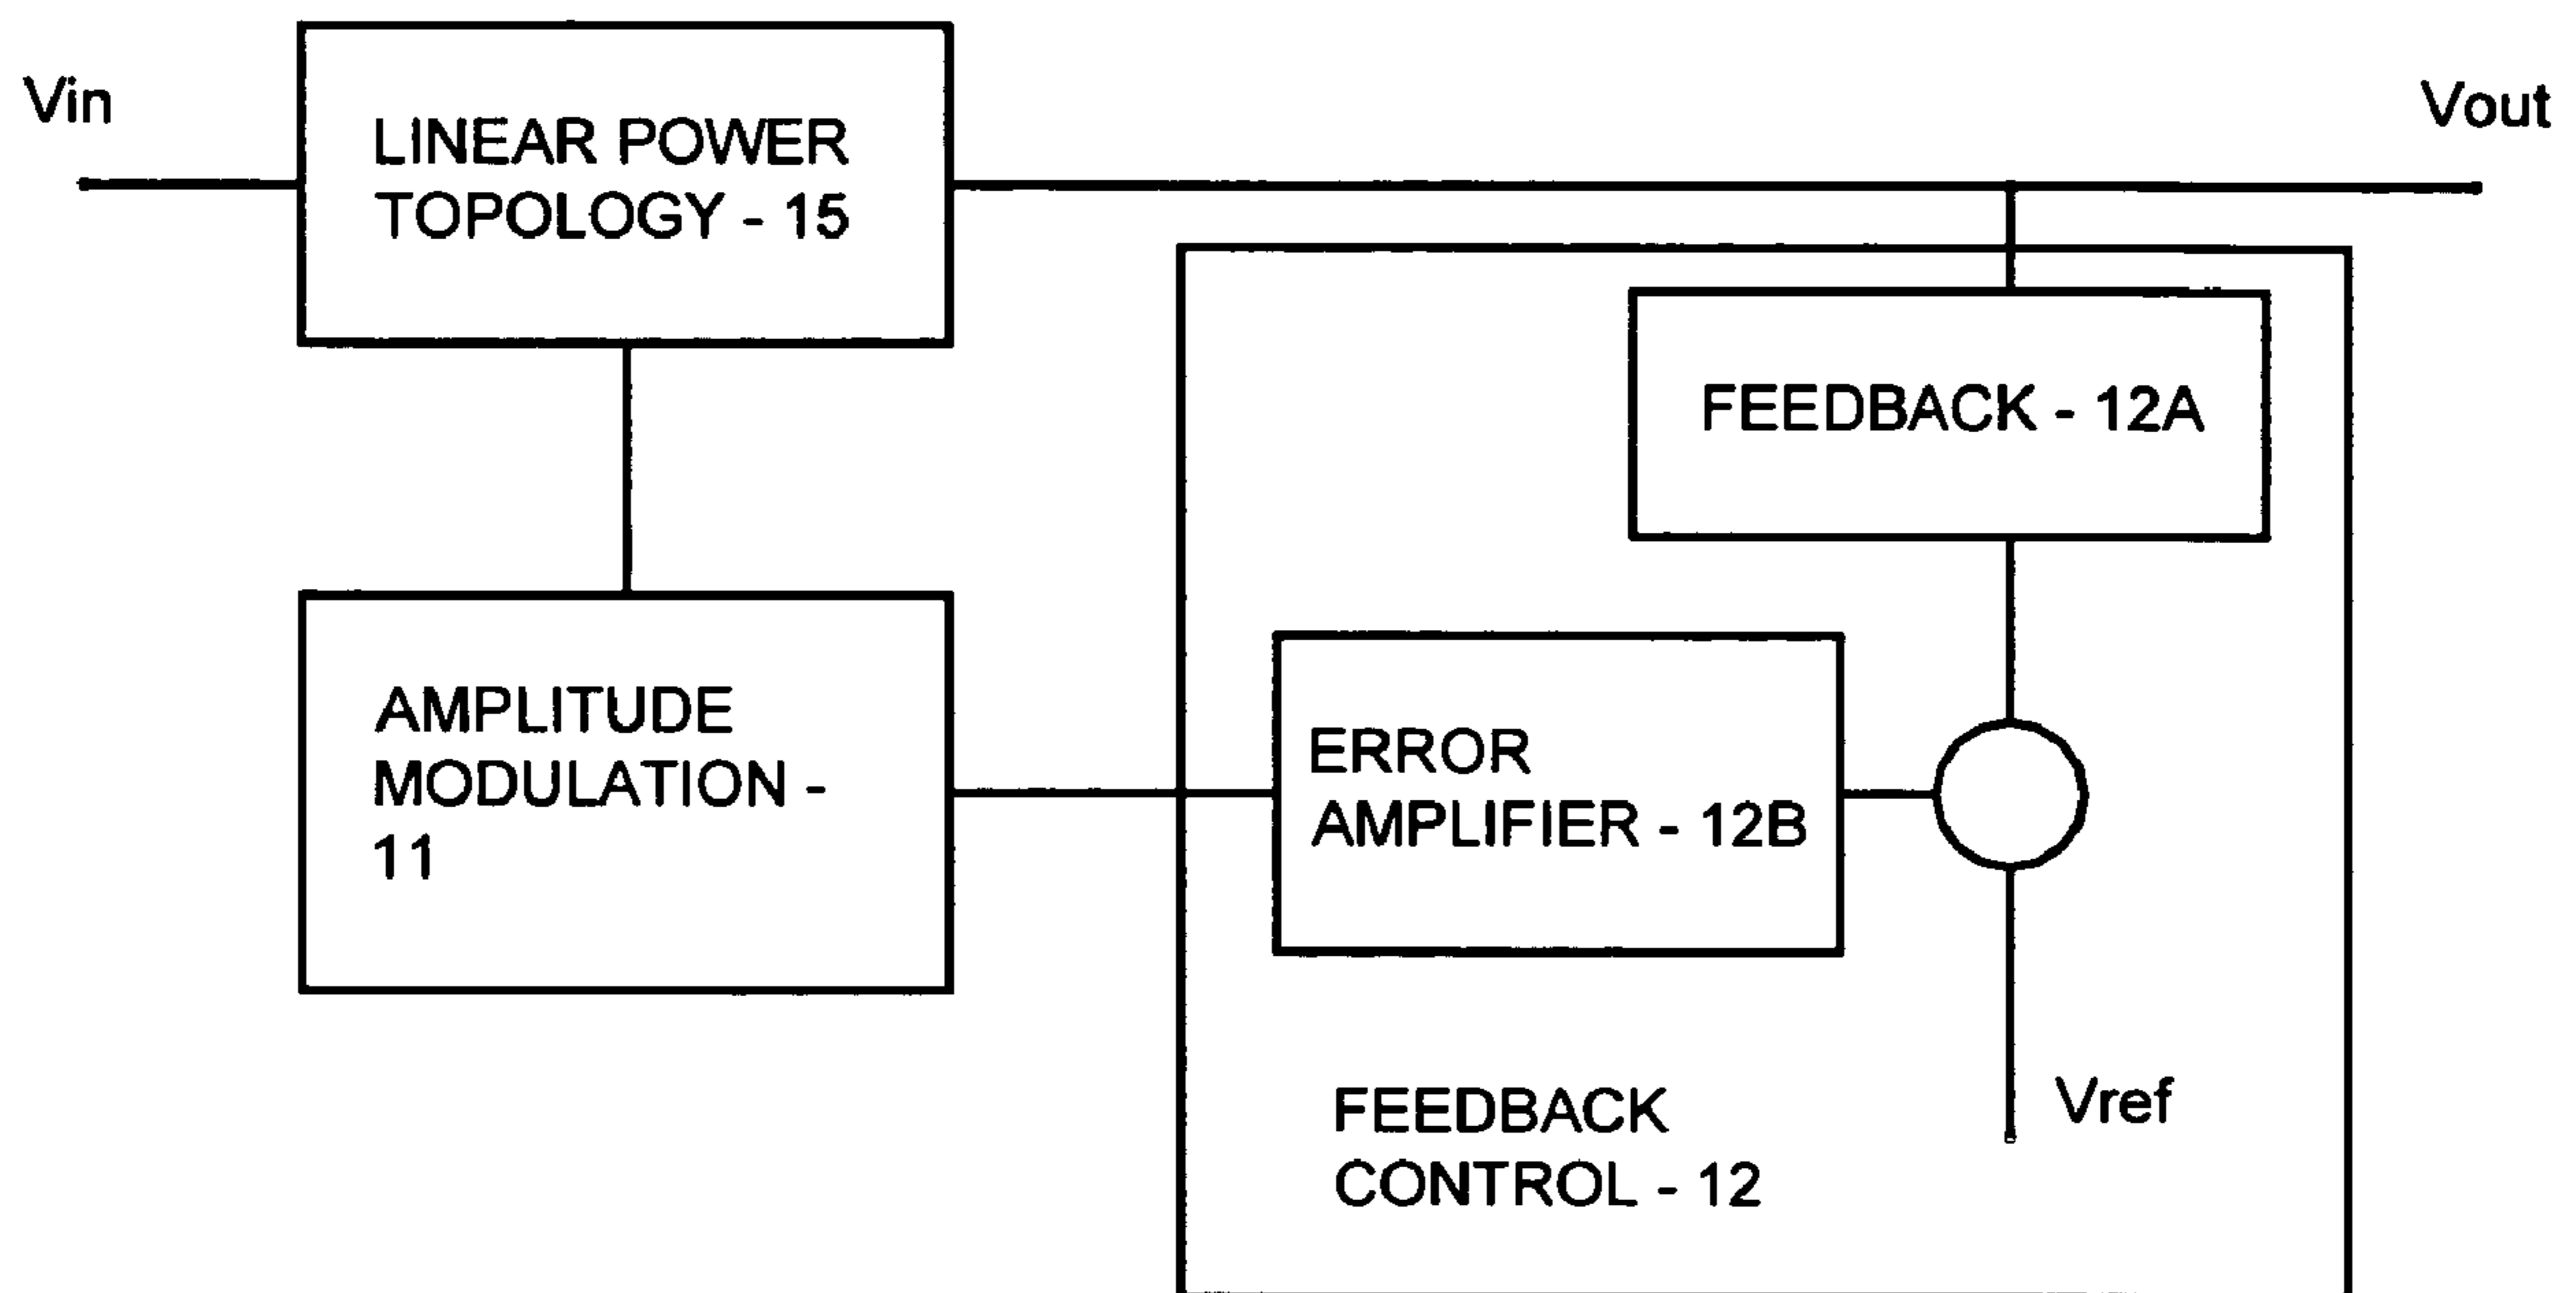 Vin
LINEAR POWER
TOPOLOGY - 15
Vout
FEEDBACK - 12A
AMPLITUDE
MODULATION -
11
ERROR
AMPLIFIER - 12B
Vref
FEEDBACK
CONTROL - 12